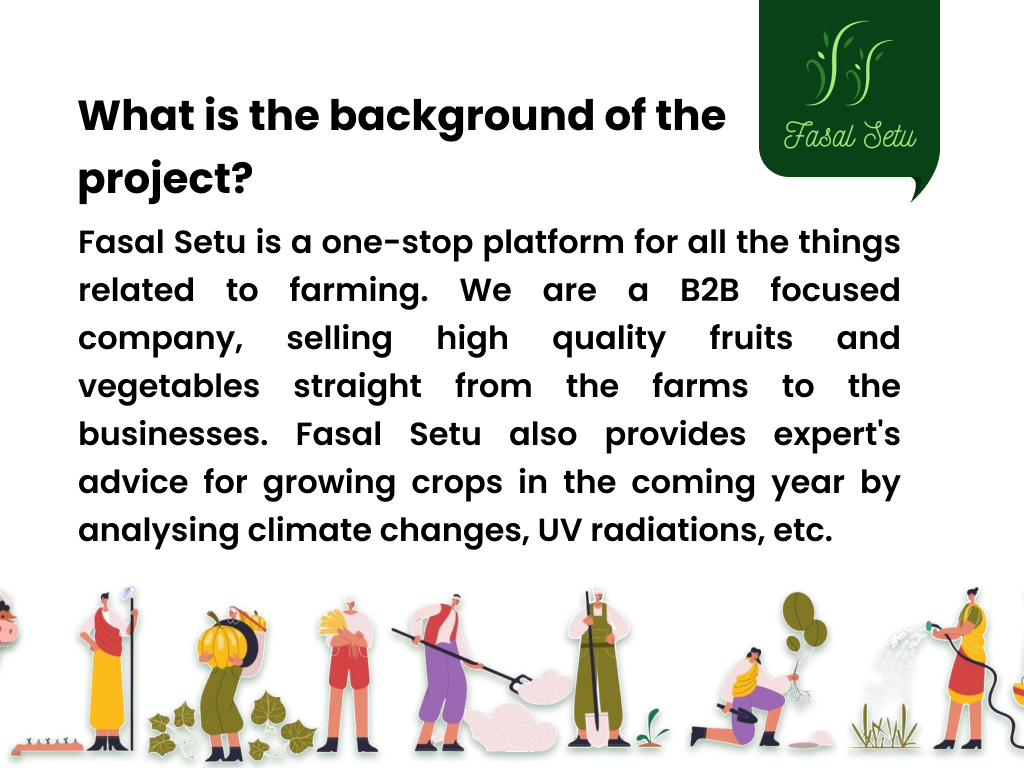 Fasal Setu
What is the background of the
project?
Fasal Setu is a one-stop platform for all the things
related to farming. We are a B2B focused
company, selling high quality fruits and
vegetables straight from the farms to the
businesses. Fasal Setu also provides expert's
advice for growing crops in the coming year by
analysing climate changes, UV radiations, etc.